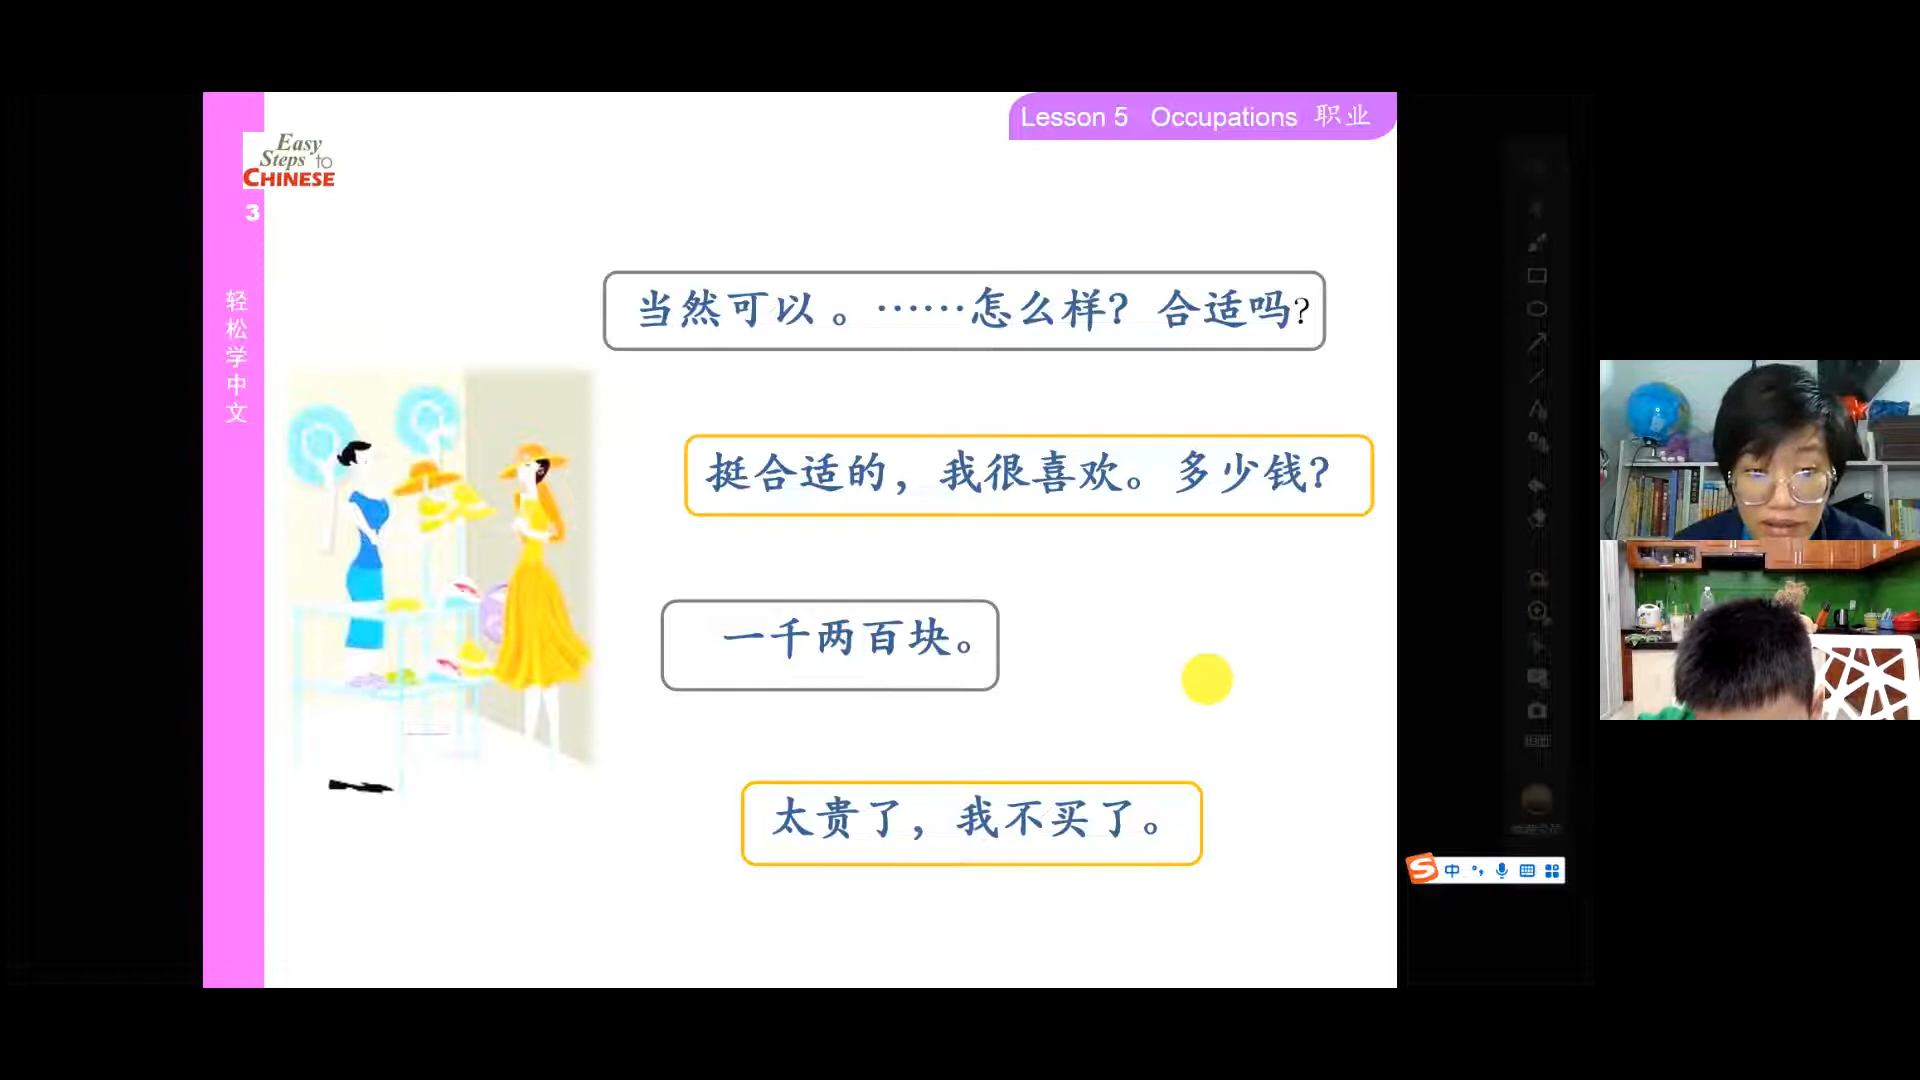 Lesson 5 Occupations 职业
Easy
Steps to
CHINESE
3
轻松学中文
当然可以。……怎么样？合适吗?
挺合适的，我很喜欢。多少钱？
一千两百块。
太贵了，我不买了。
中